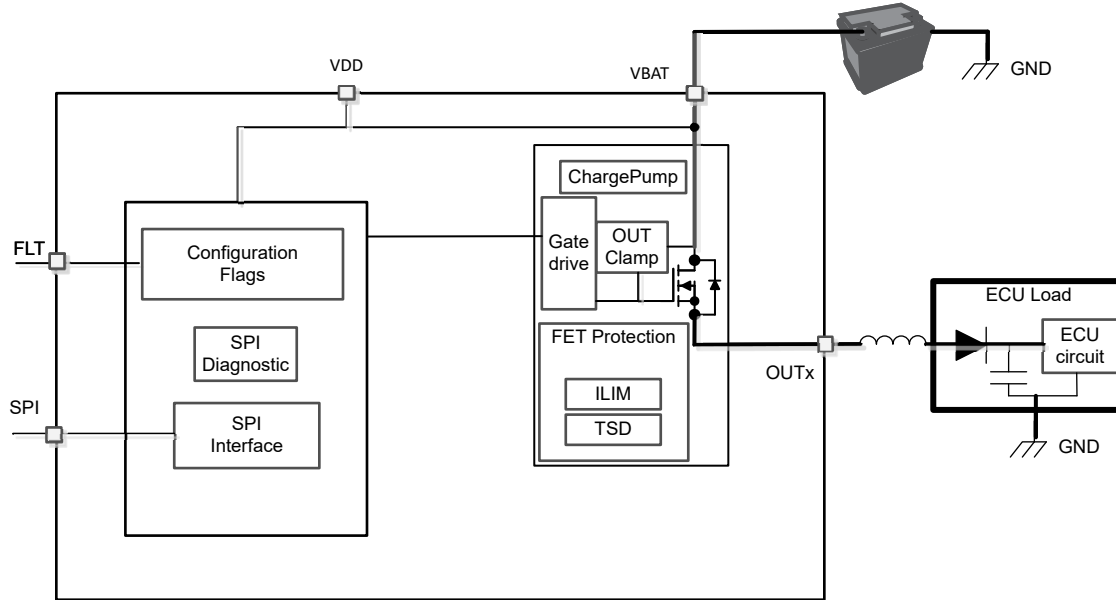 GND
VDD
VBAT
ChargePump
FLT
Configuration
Flags
Gate
drive
OUT
Clamp
ECU Load
SPI
Diagnostic
FET Protection
ECU
circuit
OUTx
ILIM
SPI
SPI
Interface
TSD
GND